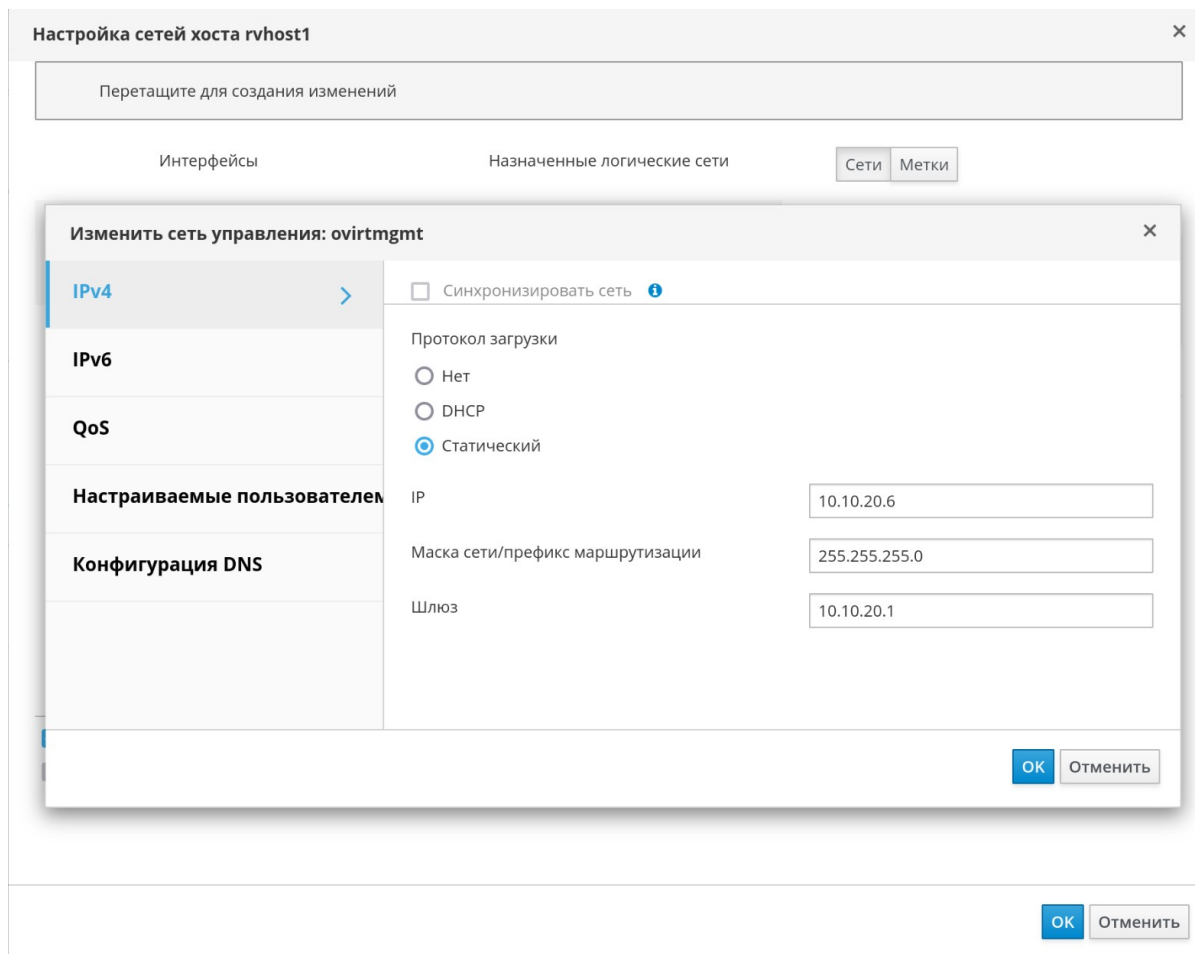 Настройка сетей хоста rvhost1
Перетащите для создания изменений
Интерфейсы
Назначенные логические сети
Сети
Метки
Изменить сеть управления: ovirtmgmt
IPv4
IPv6
QoS
Настраиваемые пользователем
Конфигурация DNS
Синхронизировать сеть
Протокол загрузки
Нет
DHCP
Статический
IP
10.10.20.6
Маска сети/префикс маршрутизации
255.255.255.0
Шлюз
10.10.20.1
OK
Отменить
OK
Отменить